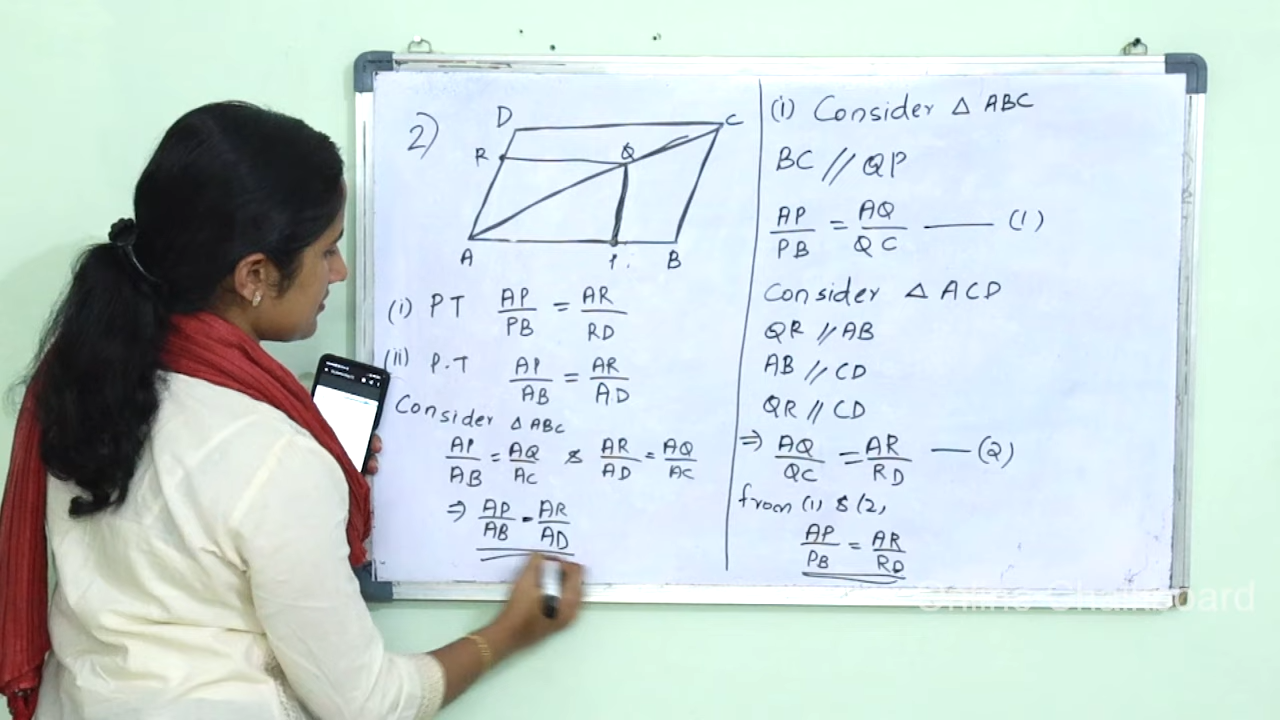 2)
D
C
R
Q
A
P
B
(i) PT AP/PB = AR/RD
(ii) P.T AP/AB = AR/AD
Consider △ ABC
AP/AB = AQ/AC & AR/AD = AQ/AC
⇒ AP/AB = AR/AD
(i) Consider △ ABC
BC // QP
AP/PB = AQ/QC —— (1)
Consider △ ACD
QR // AB
AB // CD
QR // CD
⇒ AQ/QC = AR/RD — (2)
from (1) & (2,
AP/PB = AR/RD
Online Chalkboard